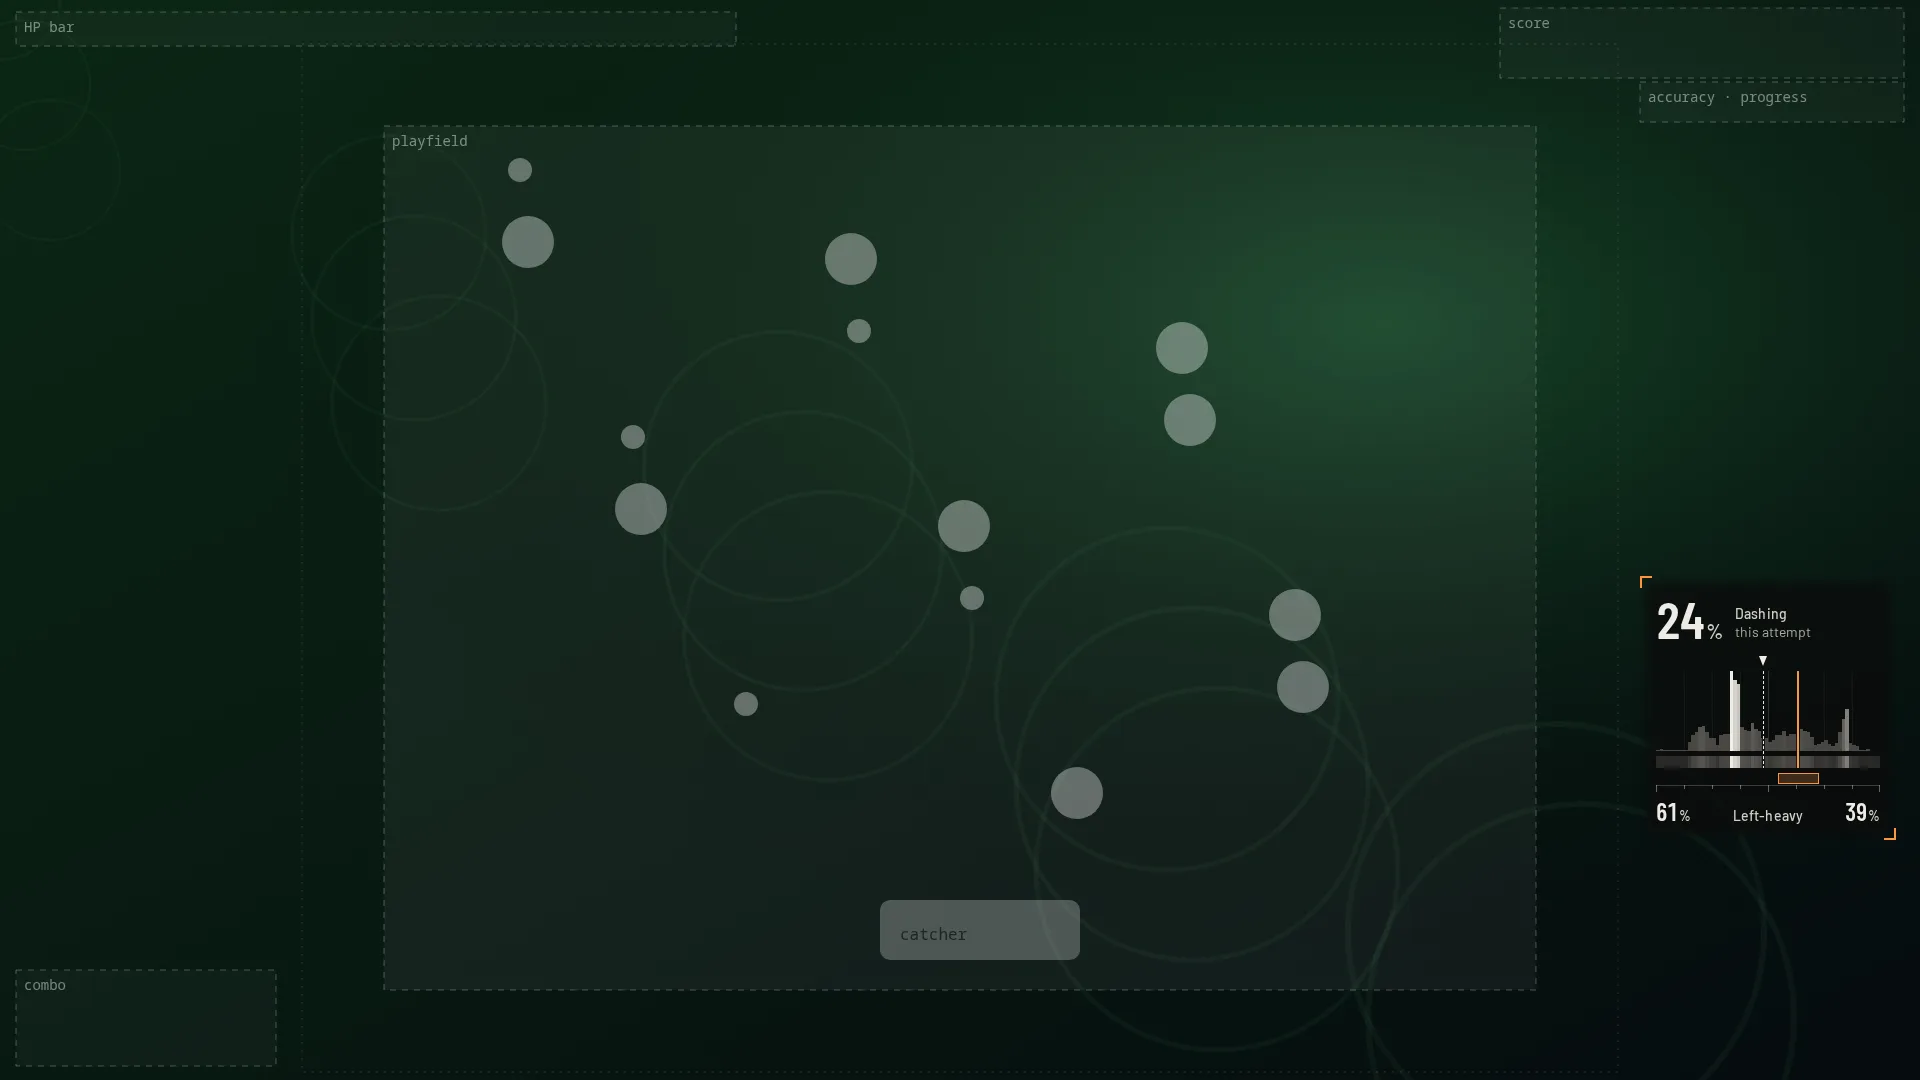 HP bar
score
accuracy · progress
playfield
24% Dashing
this attempt
61% Left-heavy 39%
catcher
combo